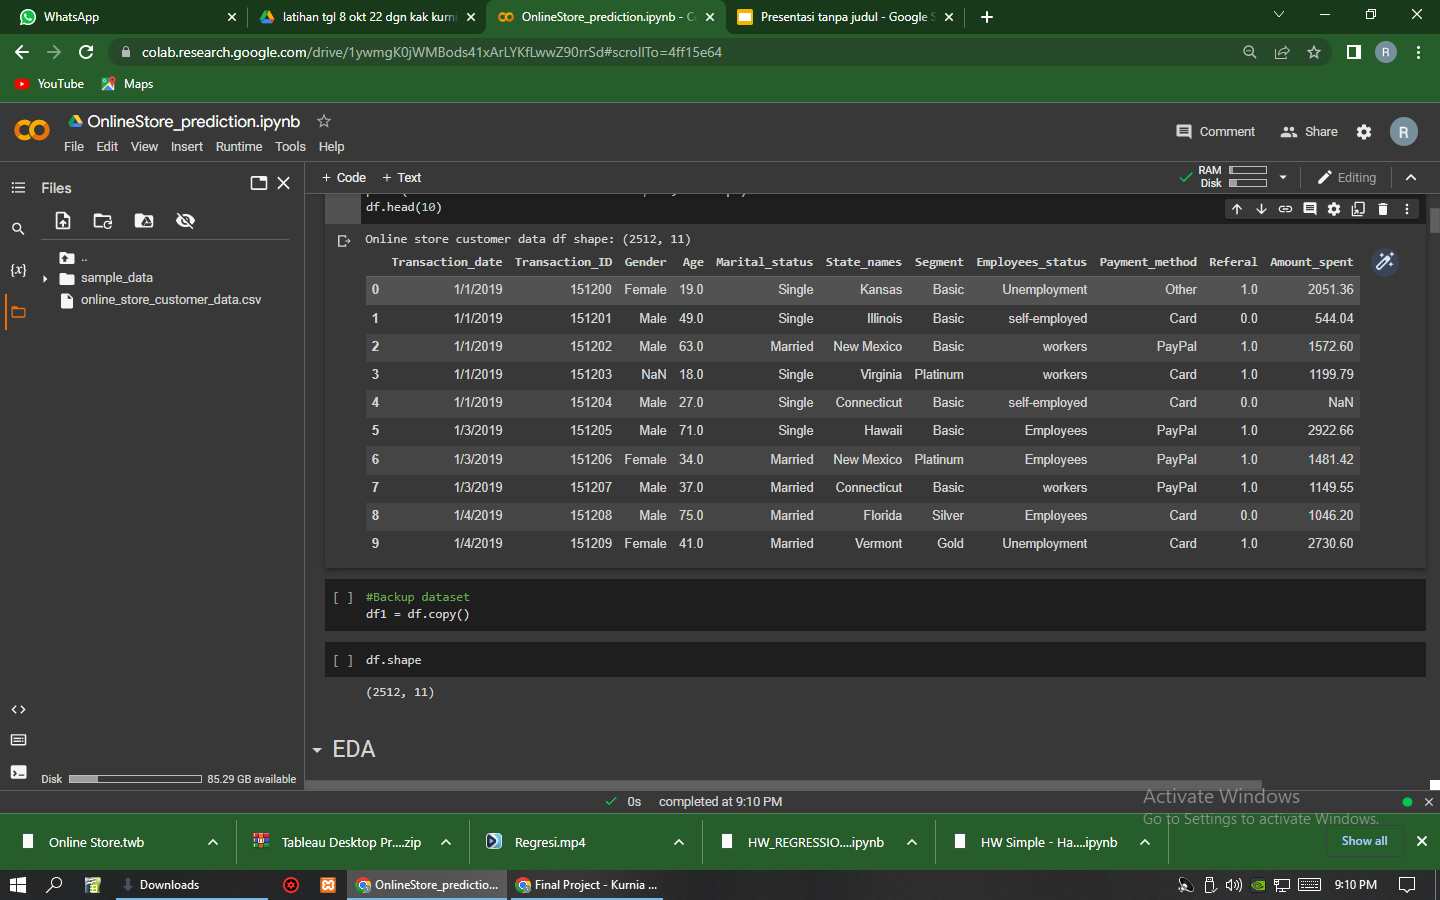 WhatsApp
latihan tgl 8 okt 22 dgn kak kurni
OnlineStore_prediction.ipynb - C
Presentasi tanpa judul - Google S
colab.research.google.com/drive/1ywmgK0jWMBods41xArLYKfLwwZ90rrSd#scrollTo=4ff15e64
R
YouTube
Maps
OnlineStore_prediction.ipynb
File Edit View Insert Runtime Tools Help
Comment
Share
R
Files
+ Code + Text
RAM
Disk
Editing
..
sample_data
online_store_customer_data.csv
df.head(10)
Online store customer data df shape: (2512, 11)
Transaction_date Transaction_ID Gender Age Marital_status State_names Segment Employees_status Payment_method Referal Amount_spent
0 1/1/2019 151200 Female 19.0 Single Kansas Basic Unemployment Other 1.0 2051.36
1 1/1/2019 151201 Male 49.0 Single Illinois Basic self-employed Card 0.0 544.04
2 1/1/2019 151202 Male 63.0 Married New Mexico Basic workers PayPal 1.0 1572.60
3 1/1/2019 151203 NaN 18.0 Single Virginia Platinum workers Card 1.0 1199.79
4 1/1/2019 151204 Male 27.0 Single Connecticut Basic self-employed Card 0.0 NaN
5 1/3/2019 151205 Male 71.0 Single Hawaii Basic Employees PayPal 1.0 2922.66
6 1/3/2019 151206 Female 34.0 Married New Mexico Platinum Employees PayPal 1.0 1481.42
7 1/3/2019 151207 Male 37.0 Married Connecticut Basic workers PayPal 1.0 1149.55
8 1/4/2019 151208 Male 75.0 Married Florida Silver Employees Card 0.0 1046.20
9 1/4/2019 151209 Female 41.0 Married Vermont Gold Unemployment Card 1.0 2730.60
[ ] #Backup dataset
df1 = df.copy()
[ ] df.shape
(2512, 11)
EDA
Disk 85.29 GB available
0s completed at 9:10 PM
Activate Windows
Go to Settings to activate Windows.
Online Store.twb
Tableau Desktop Pr....zip
Regresi.mp4
HW_REGRESSIO....ipynb
HW Simple - Ha....ipynb
Show all
Downloads
OnlineStore_predictio...
Final Project - Kurnia ...
9:10 PM